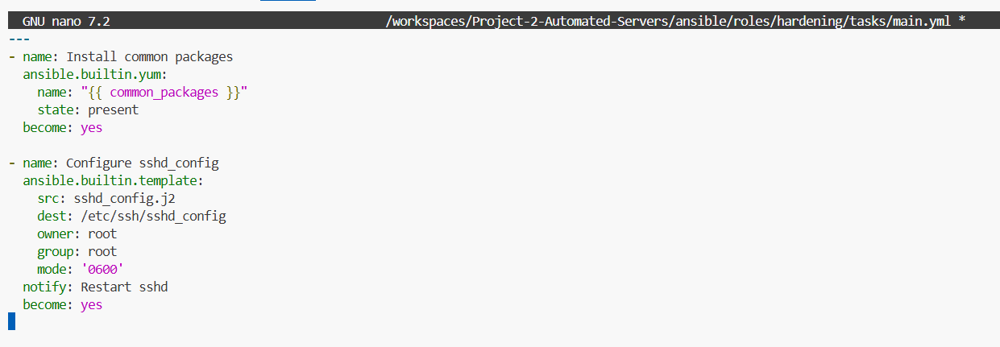 GNU nano 7.2 /workspaces/Project-2-Automated-Servers/ansible/roles/hardening/tasks/main.yml *
---
- name: Install common packages
  ansible.builtin.yum:
    name: "{{ common_packages }}"
    state: present
  become: yes

- name: Configure sshd_config
  ansible.builtin.template:
    src: sshd_config.j2
    dest: /etc/ssh/sshd_config
    owner: root
    group: root
    mode: '0600'
  notify: Restart sshd
  become: yes